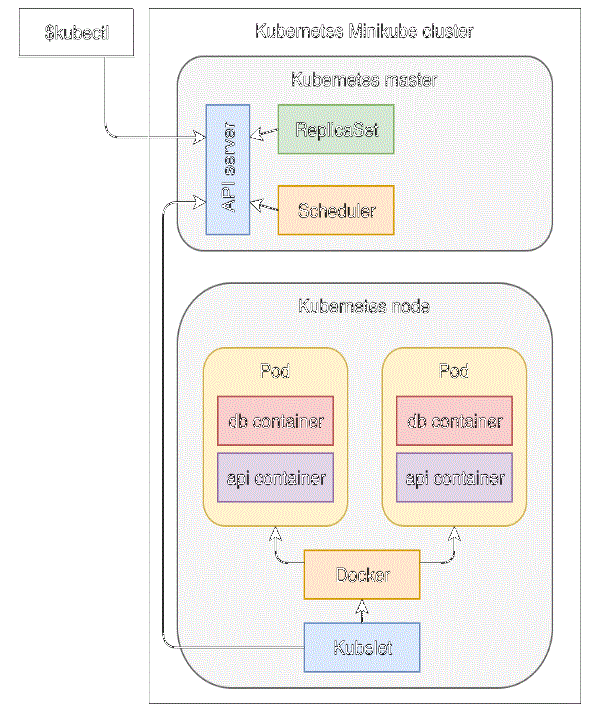 $kubectl
Kubernetes Minikube cluster
Kubernetes master
API server
ReplicaSet
Scheduler
Kubernetes node
Pod
db container
api container
Pod
db container
api container
Docker
Kubelet